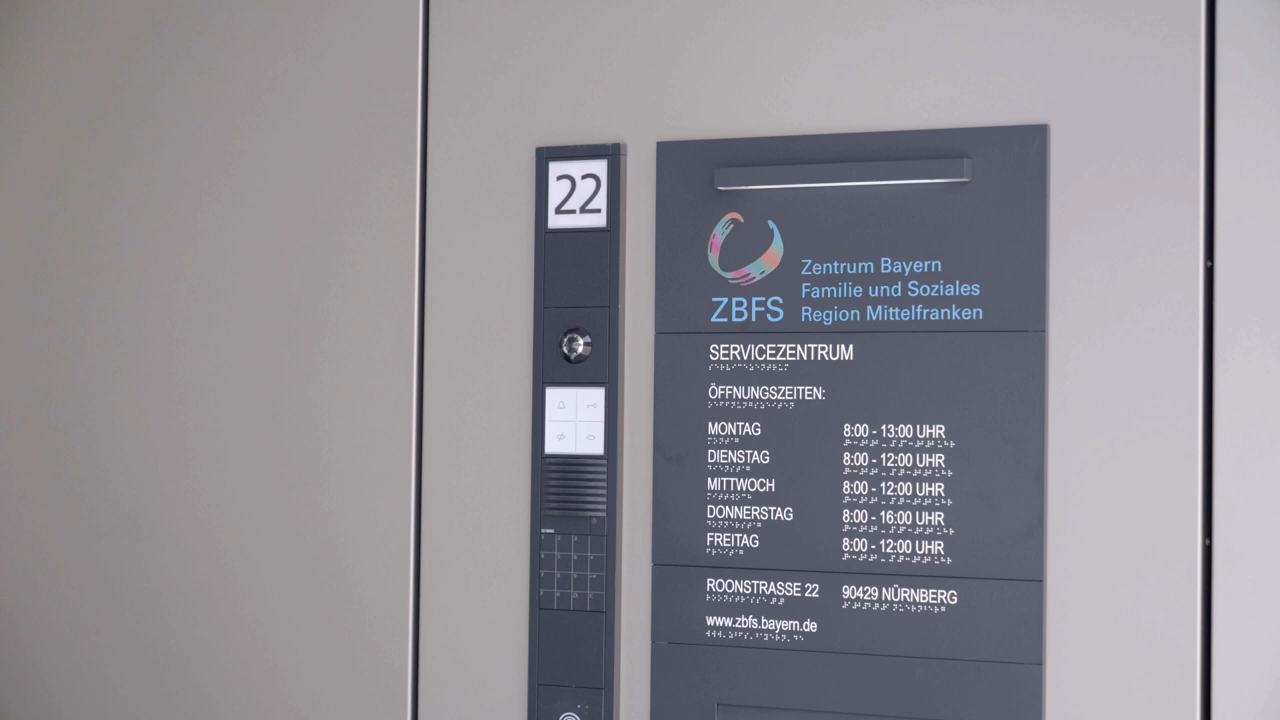 22
ZBFS
Zentrum Bayern
Familie und Soziales
Region Mittelfranken
SERVICEZENTRUM
ÖFFNUNGSZEITEN:
MONTAG 8:00 - 13:00 UHR
DIENSTAG 8:00 - 12:00 UHR
MITTWOCH 8:00 - 12:00 UHR
DONNERSTAG 8:00 - 16:00 UHR
FREITAG 8:00 - 12:00 UHR
ROONSTRASSE 22 90429 NÜRNBERG
www.zbfs.bayern.de